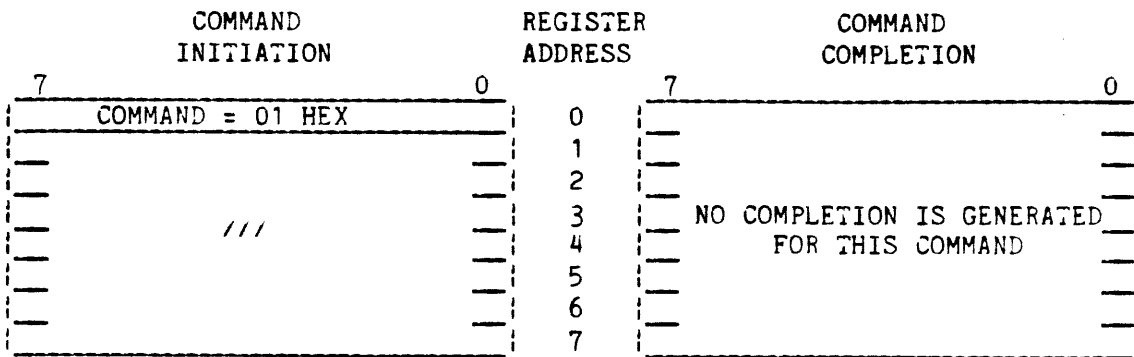 COMMAND REGISTER COMMAND
INITIATION ADDRESS COMPLETION
7 0 7 0
COMMAND = 01 HEX 0
1
2
/// 3 NO COMPLETION IS GENERATED
4 FOR THIS COMMAND
5
6
7